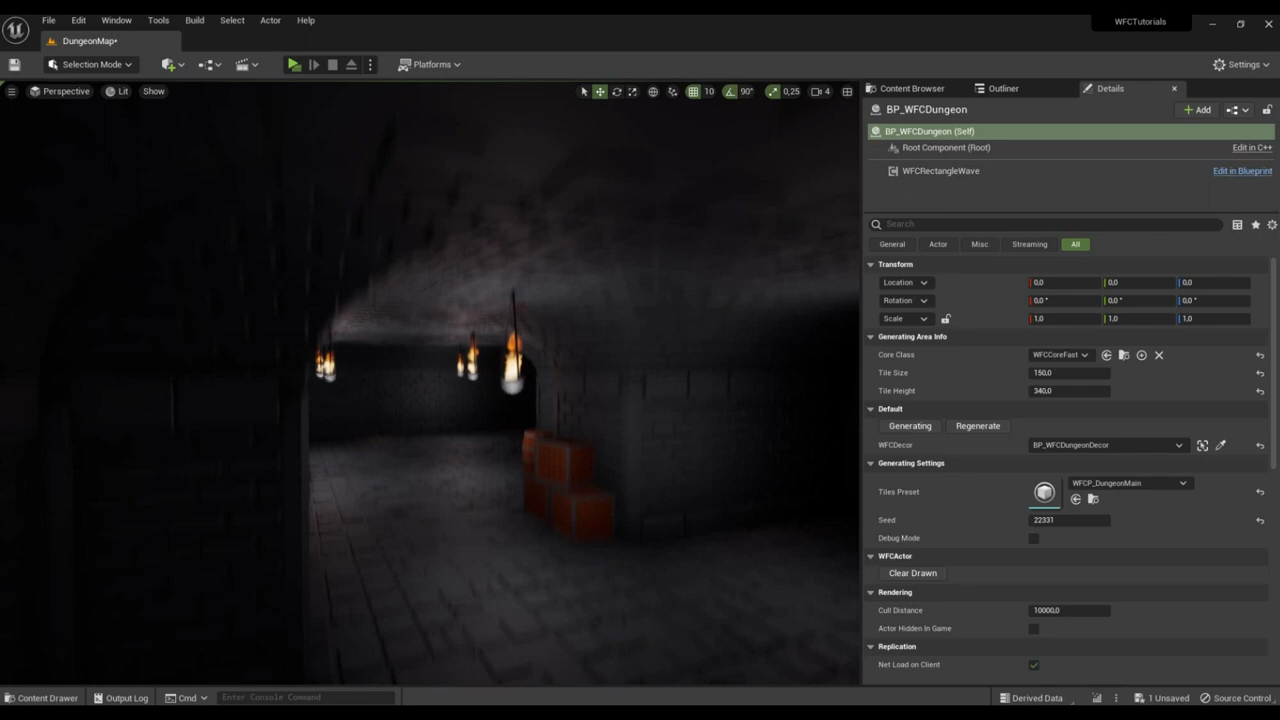 File Edit Window Tools Build Select Actor Help
WFCTutorials
DungeonMap•
Selection Mode
Platforms
Settings
Perspective Lit Show
10 90° 0,25 4
Content Browser Outliner Details
BP_WFCDungeon
Add
BP_WFCDungeon (Self)
Root Component (Root) Edit in C++
WFCRectangleWave Edit in Blueprint
Search
General Actor Misc Streaming All
Transform
Location 0,0 0,0 0,0
Rotation 0,0 ° 0,0 ° 0,0 °
Scale 1,0 1,0 1,0
Generating Area Info
Core Class WFCCoreFast
Tile Size 150,0
Tile Height 340,0
Default
Generating Regenerate
WFCDecor BP_WFCDungeonDecor
Generating Settings
Tiles Preset WFCP_DungeonMain
Seed 22331
Debug Mode
WFCActor
Clear Drawn
Rendering
Cull Distance 10000,0
Actor Hidden In Game
Replication
Net Load on Client
Content Drawer Output Log Cmd Enter Console Command Derived Data 1 Unsaved Source Control